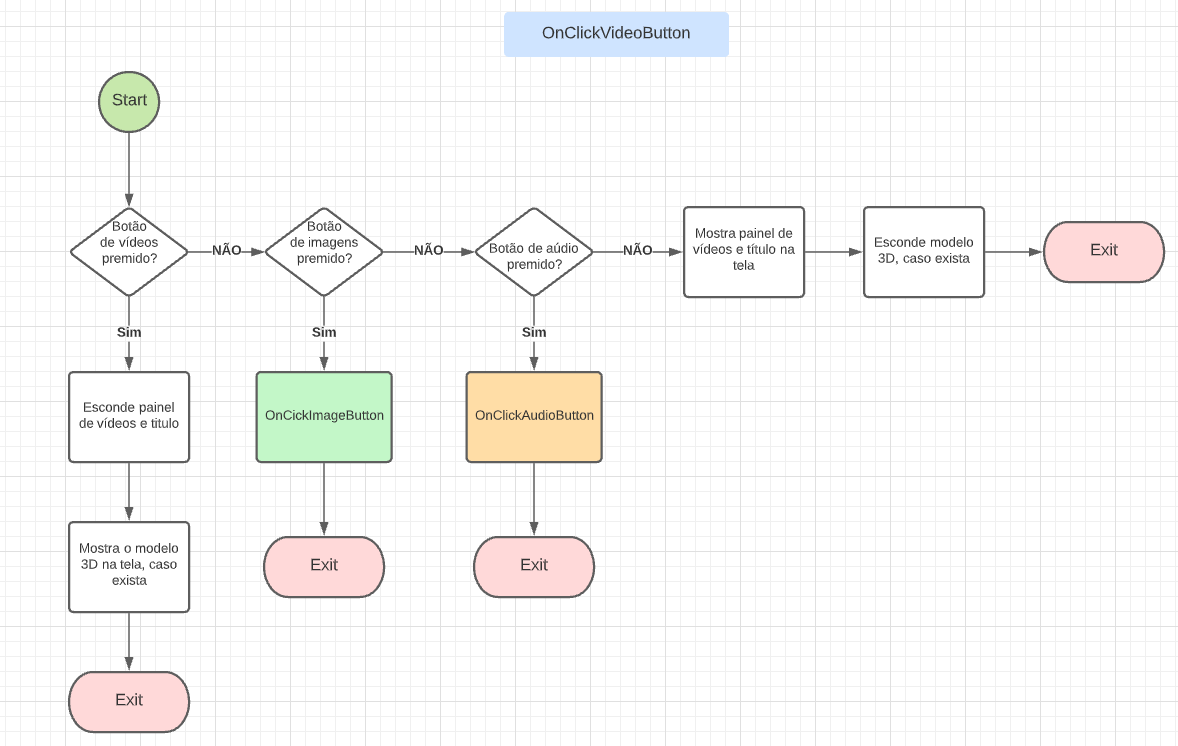 OnClickVideoButton
Start
Botão
de vídeos
premido?
NÃO
Botão
de imagens
premido?
NÃO
Botão de aúdio
premido?
NÃO
Mostra painel de
vídeos e título na
tela
Esconde modelo
3D, caso exista
Exit
Sim
Sim
Sim
Esconde painel
de vídeos e titulo
OnCickImageButton
OnClickAudioButton
Mostra o modelo
3D na tela, caso
exista
Exit
Exit
Exit